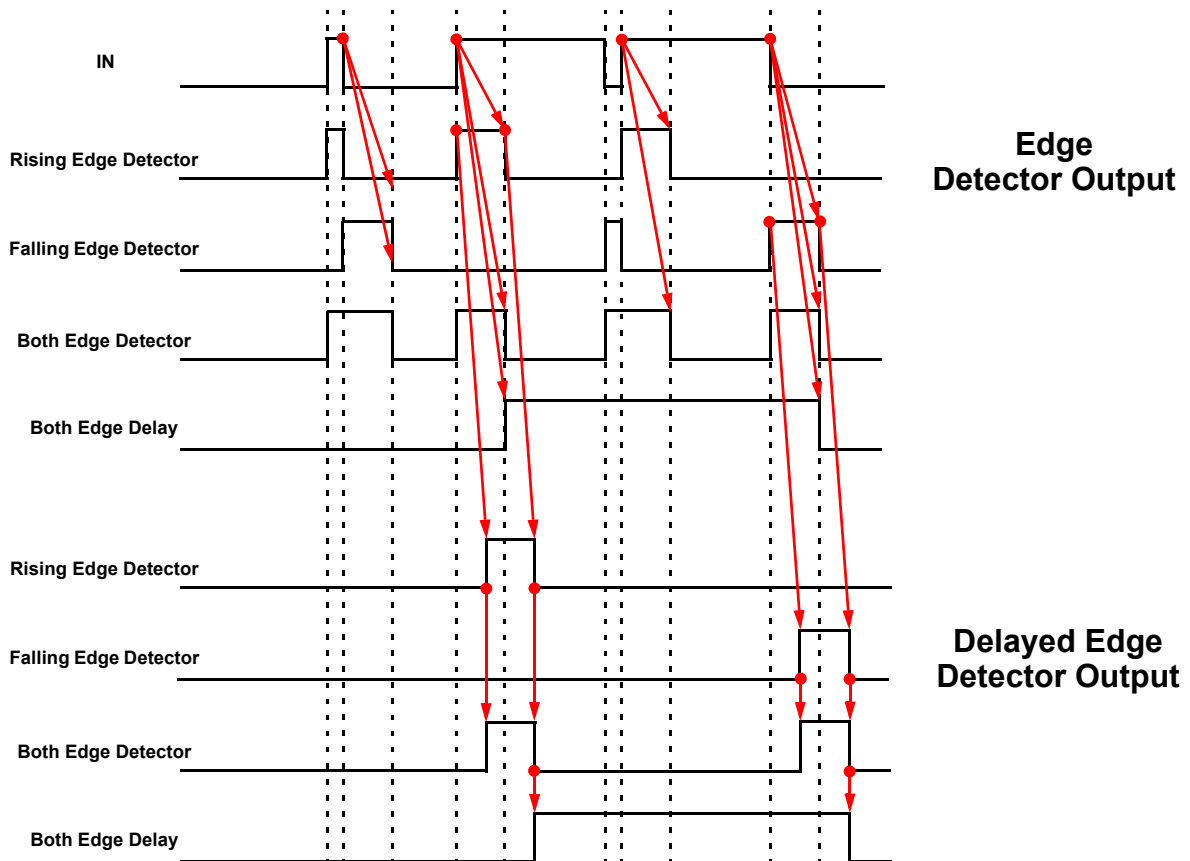 IN
Rising Edge Detector
Edge
Detector Output
Falling Edge Detector
Both Edge Detector
Both Edge Delay
Rising Edge Detector
Falling Edge Detector
Delayed Edge
Detector Output
Both Edge Detector
Both Edge Delay